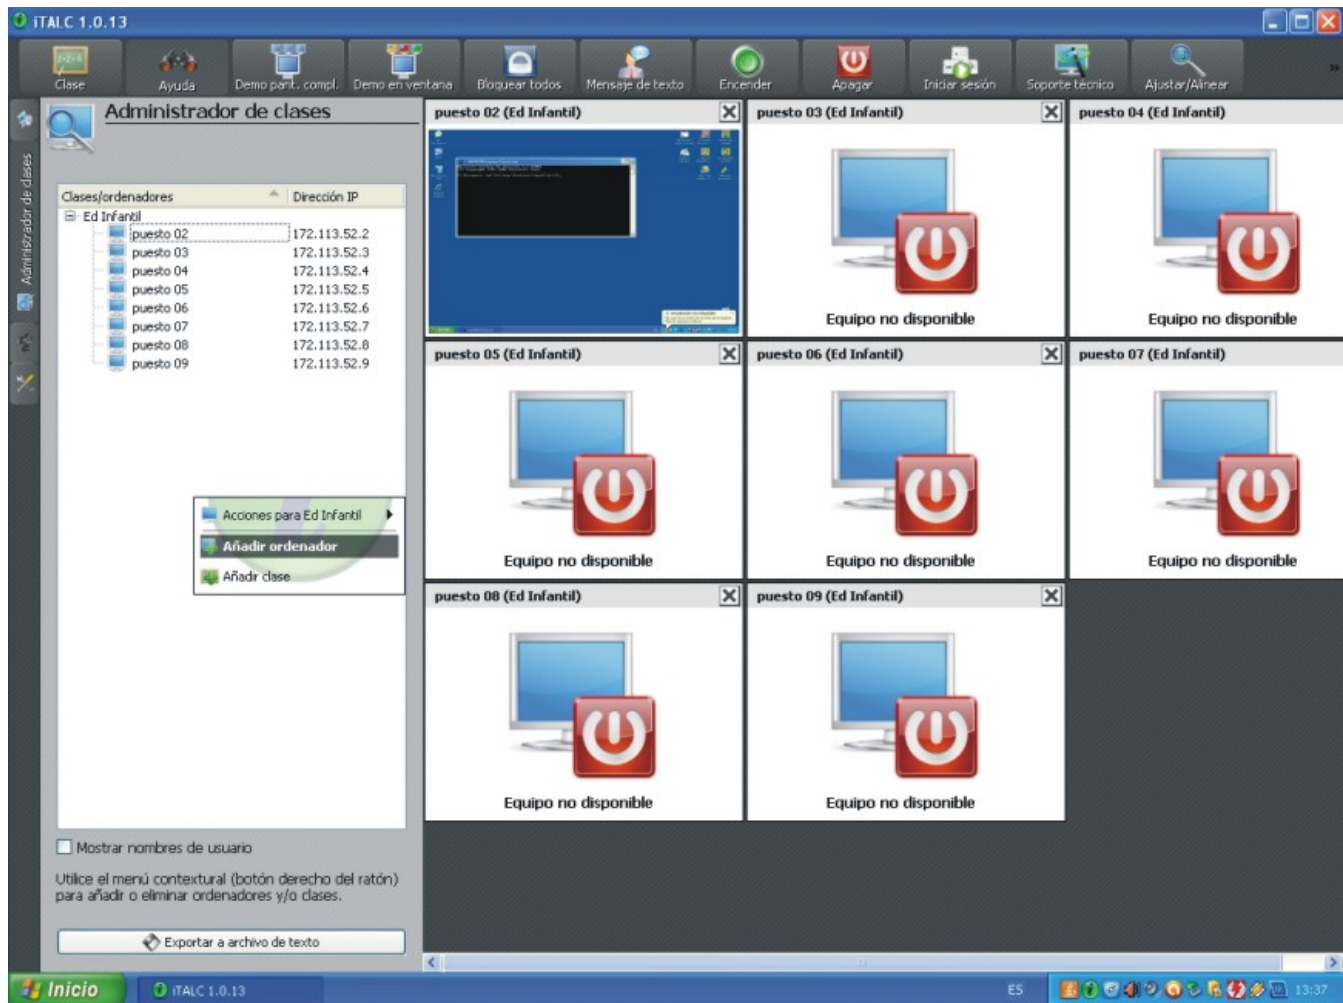 iTALC 1.0.13
Clase
Ayuda
Demo pant. compl.
Demo en ventana
Bloquear todos
Mensaje de texto
Encender
Apagar
Iniciar sesión
Soporte técnico
Ajustar/Alinear
»
Administrador de clases
Administrador de clases
Clases/ordenadores Dirección IP
Ed Infantil
puesto 02 172.113.52.2
puesto 03 172.113.52.3
puesto 04 172.113.52.4
puesto 05 172.113.52.5
puesto 06 172.113.52.6
puesto 07 172.113.52.7
puesto 08 172.113.52.8
puesto 09 172.113.52.9
Acciones para Ed Infantil
Añadir ordenador
Añadir clase
Mostrar nombres de usuario
Utilice el menú contextural (botón derecho del ratón)
para añadir o eliminar ordenadores y/o clases.
Exportar a archivo de texto
puesto 02 (Ed Infantil)
puesto 03 (Ed Infantil)
Equipo no disponible
puesto 04 (Ed Infantil)
Equipo no disponible
puesto 05 (Ed Infantil)
Equipo no disponible
puesto 06 (Ed Infantil)
Equipo no disponible
puesto 07 (Ed Infantil)
Equipo no disponible
puesto 08 (Ed Infantil)
Equipo no disponible
puesto 09 (Ed Infantil)
Equipo no disponible
Inicio
iTALC 1.0.13
ES
13:37